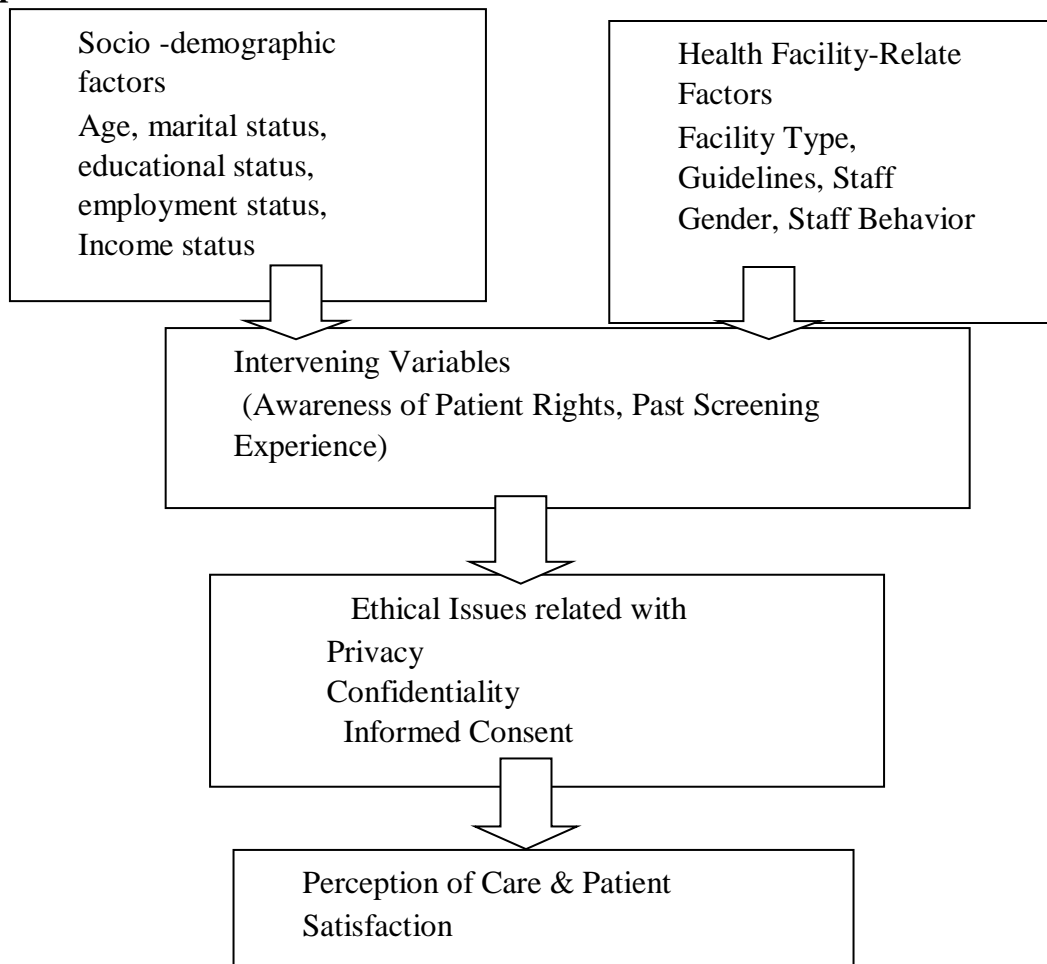 Socio -demographic
factors
Age, marital status,
educational status,
employment status,
Income status
Health Facility-Relate
Factors
Facility Type,
Guidelines, Staff
Gender, Staff Behavior
Intervening Variables
(Awareness of Patient Rights, Past Screening
Experience)
Ethical Issues related with
Privacy
Confidentiality
Informed Consent
Perception of Care & Patient
Satisfaction